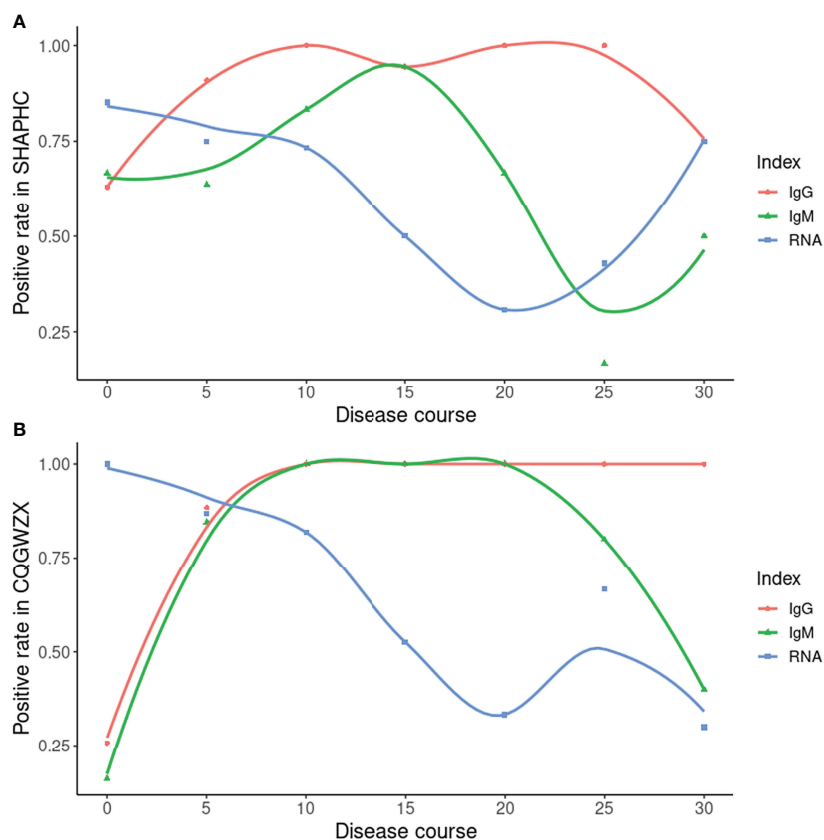 A
Positive rate in SHAPHC
1.00
0.75
0.50
0.25
0 5 10 15 20 25 30
Disease course
Index
IgG
IgM
RNA
B
Positive rate in CQGWZX
1.00
0.75
0.50
0.25
0 5 10 15 20 25 30
Disease course
Index
IgG
IgM
RNA